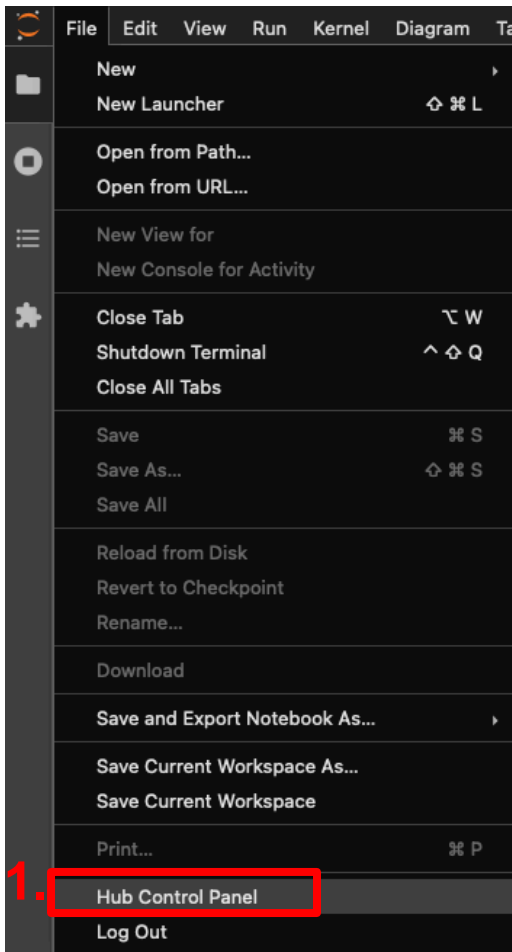 File Edit View Run Kernel Diagram Ta
New
New Launcher ⇧ ⌘ L
Open from Path...
Open from URL...
New View for
New Console for Activity
Close Tab ⌥ W
Shutdown Terminal ^ ⇧ Q
Close All Tabs
Save ⌘ S
Save As... ⇧ ⌘ S
Save All
Reload from Disk
Revert to Checkpoint
Rename...
Download
Save and Export Notebook As...
Save Current Workspace As...
Save Current Workspace
Print... ⌘ P
1. Hub Control Panel
Log Out